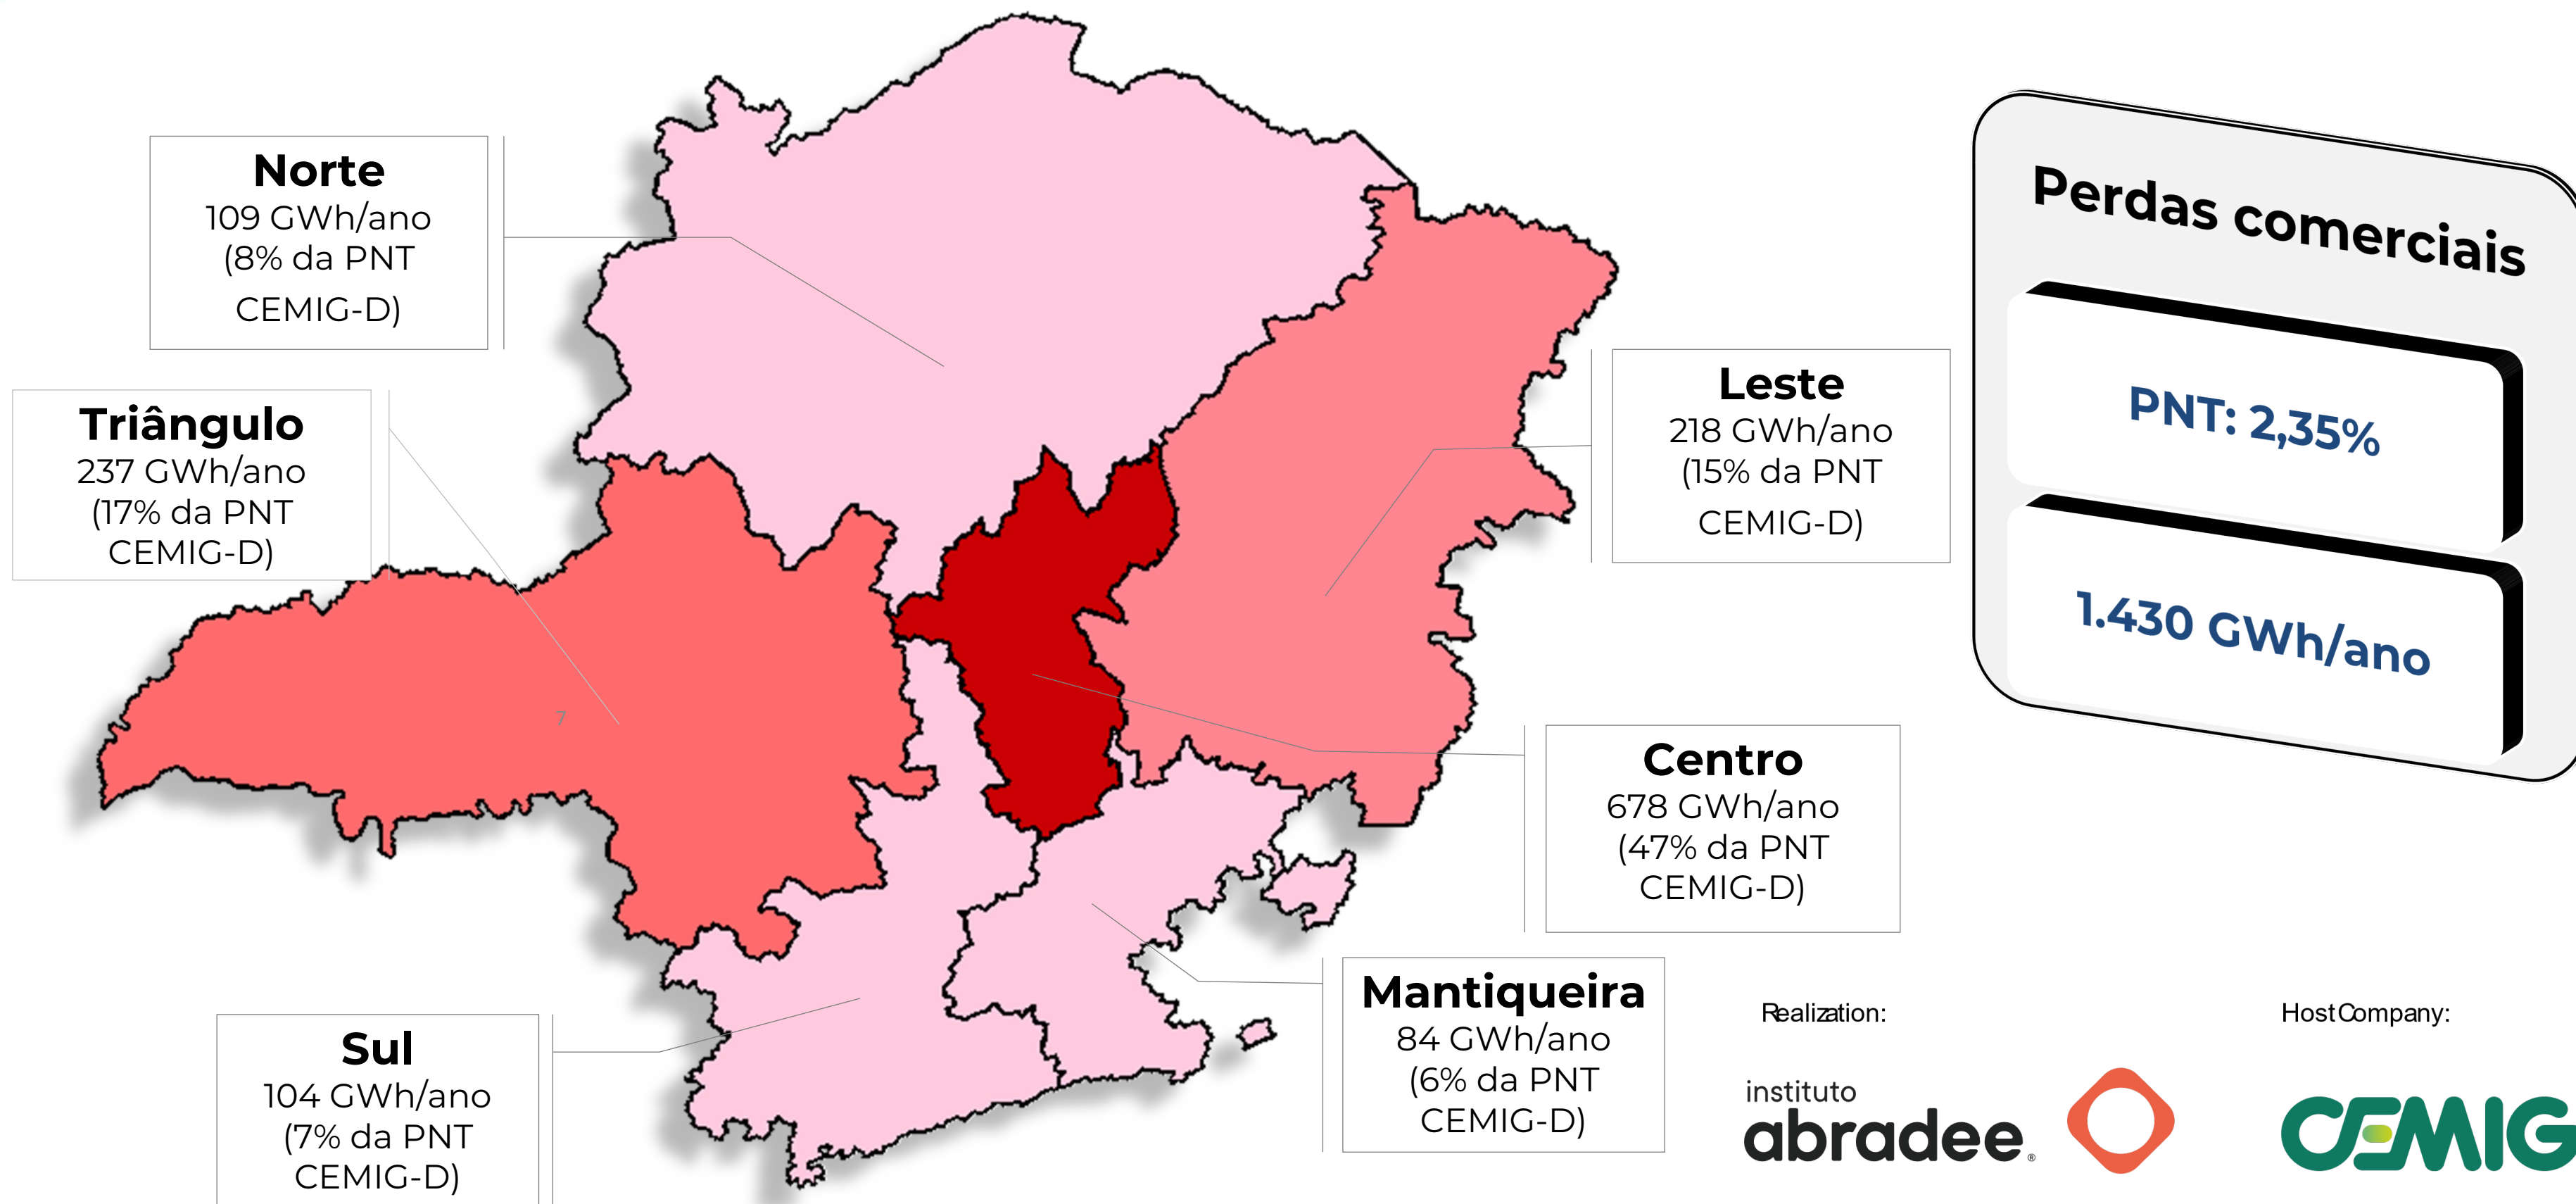 Norte
109 GWh/ano
(8% da PNT
CEMIG-D)
Triângulo
237 GWh/ano
(17% da PNT
CEMIG-D)
Leste
218 GWh/ano
(15% da PNT
CEMIG-D)
Perdas comerciais
PNT: 2,35%
1.430 GWh/ano
7
Centro
678 GWh/ano
(47% da PNT
CEMIG-D)
Mantiqueira
84 GWh/ano
(6% da PNT
CEMIG-D)
Sul
104 GWh/ano
(7% da PNT
CEMIG-D)
Realization:
instituto
abradee®
Host Company:
CEMIG